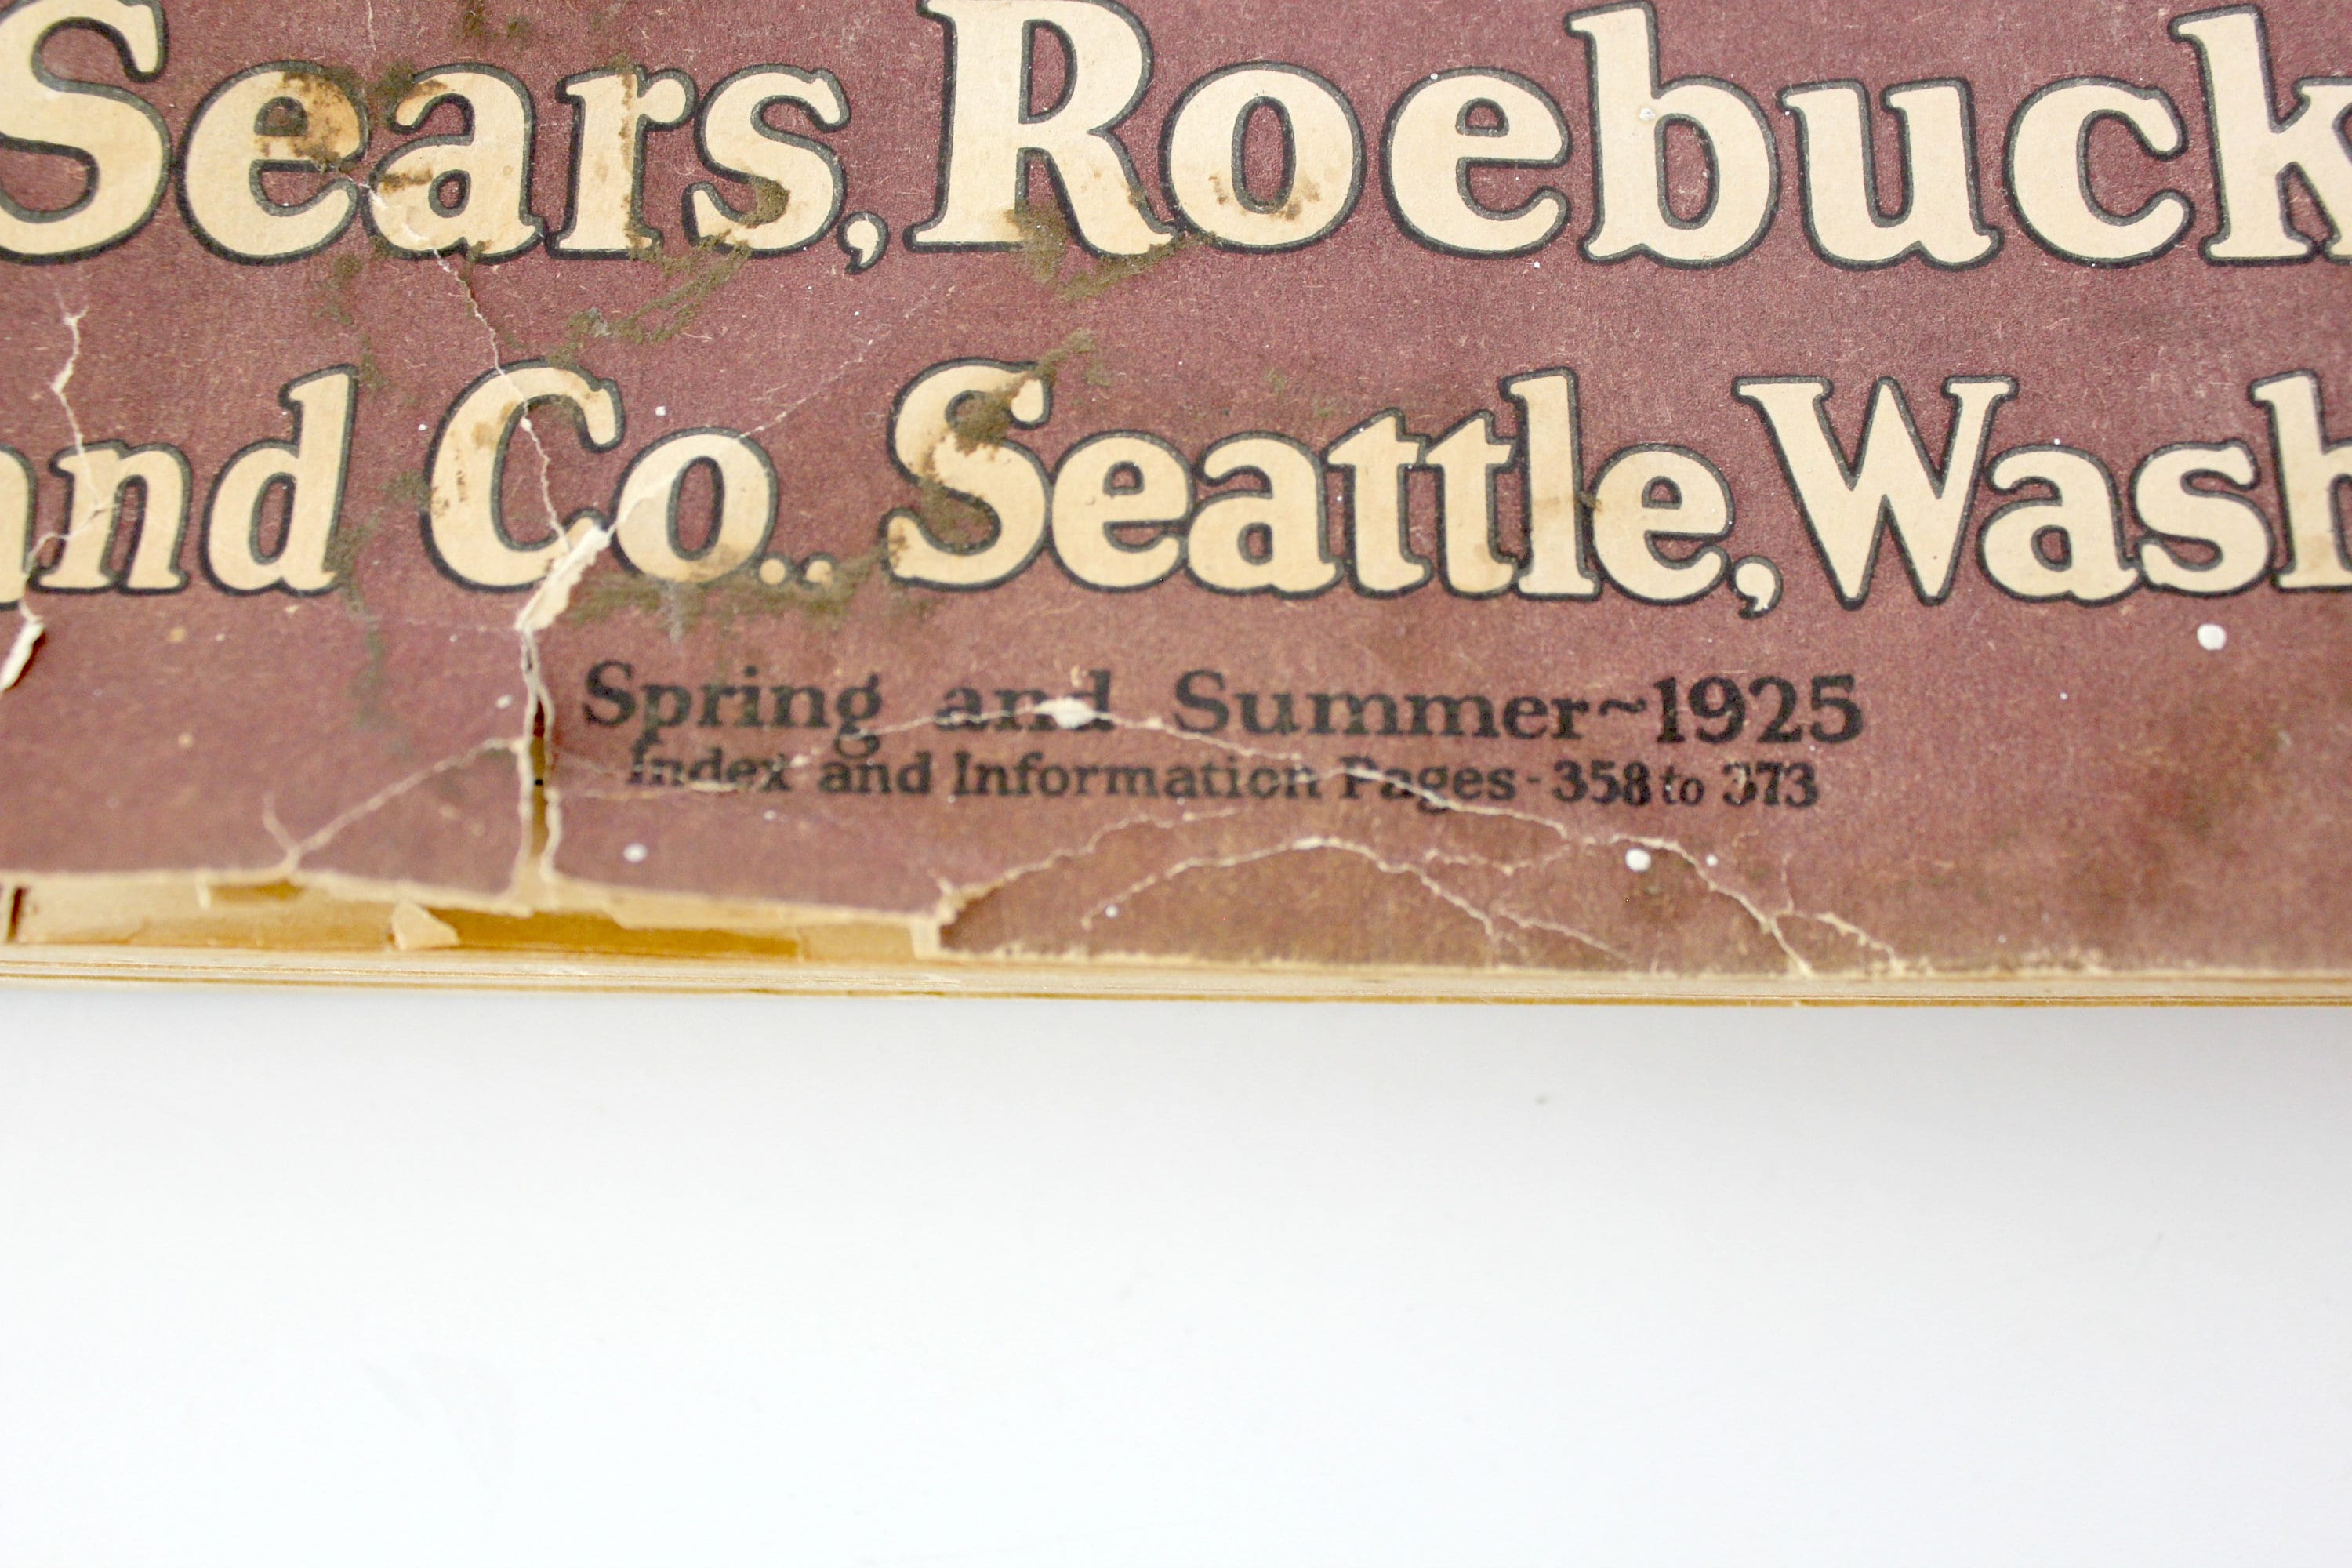 Sears, Roebuck
and Co., Seattle, Wash
Spring and Summer~1925
Index and Information Pages - 358 to 373